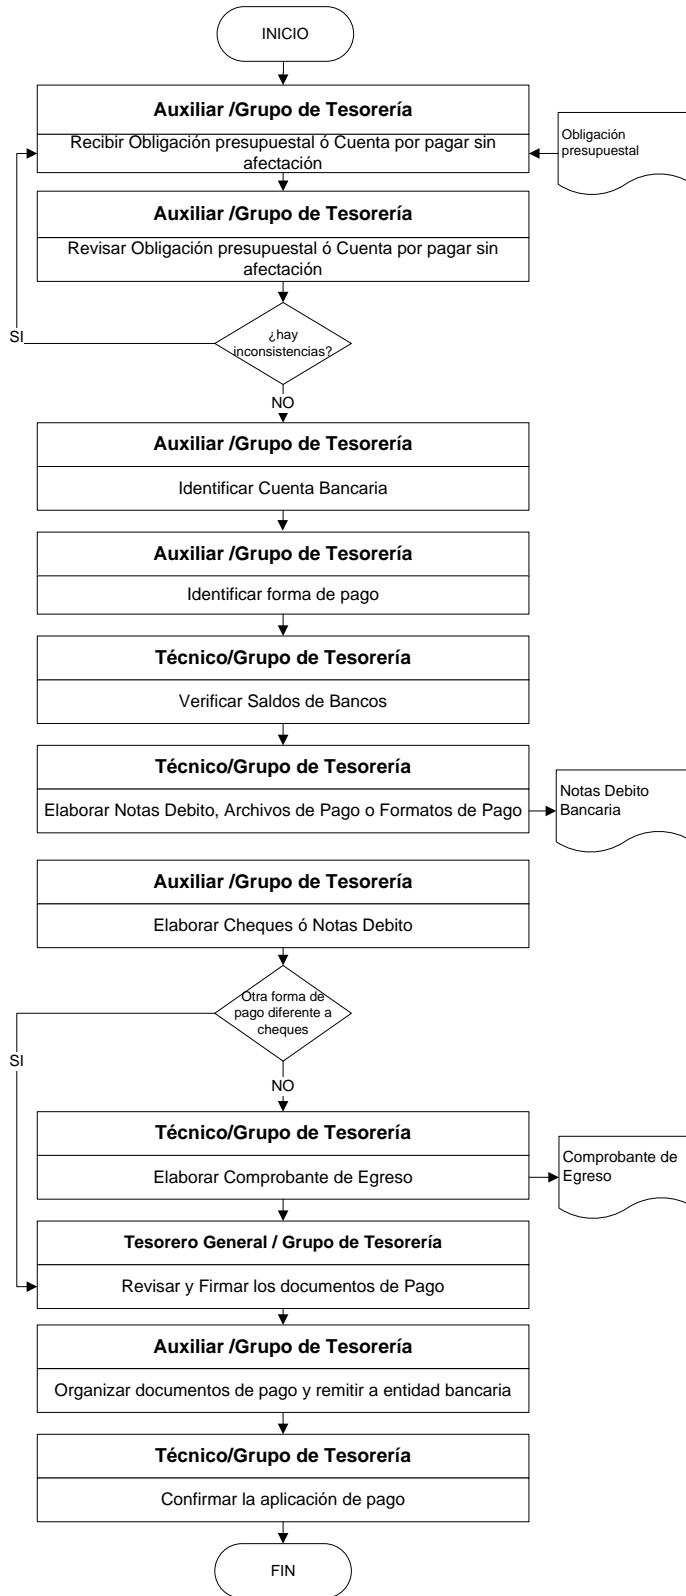 INICIO
Auxiliar /Grupo de Tesorería
Recibir Obligación presupuestal ó Cuenta por pagar sin
afectación
Obligación
presupuestal
Auxiliar /Grupo de Tesorería
Revisar Obligación presupuestal ó Cuenta por pagar sin
afectación
SI
¿hay
inconsistencias?
NO
Auxiliar /Grupo de Tesorería
Identificar Cuenta Bancaria
Auxiliar /Grupo de Tesorería
Identificar forma de pago
Técnico/Grupo de Tesorería
Verificar Saldos de Bancos
Técnico/Grupo de Tesorería
Elaborar Notas Debito, Archivos de Pago o Formatos de Pago
Notas Debito
Bancaria
Auxiliar /Grupo de Tesorería
Elaborar Cheques ó Notas Debito
Otra forma de
pago diferente a
cheques
SI
NO
Técnico/Grupo de Tesorería
Elaborar Comprobante de Egreso
Comprobante de
Egreso
Tesorero General / Grupo de Tesorería
Revisar y Firmar los documentos de Pago
Auxiliar /Grupo de Tesorería
Organizar documentos de pago y remitir a entidad bancaria
Técnico/Grupo de Tesorería
Confirmar la aplicación de pago
FIN